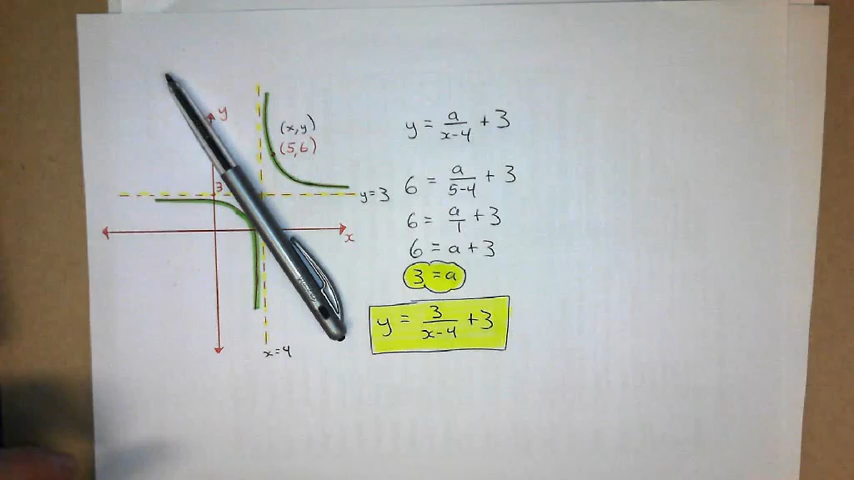 y
(x,y)
(5,6)
3
y=3
x
x=4
y = a/(x-4) + 3
6 = a/(5-4) + 3
6 = a/1 + 3
6 = a + 3
3 = a
y = 3/(x-4) + 3